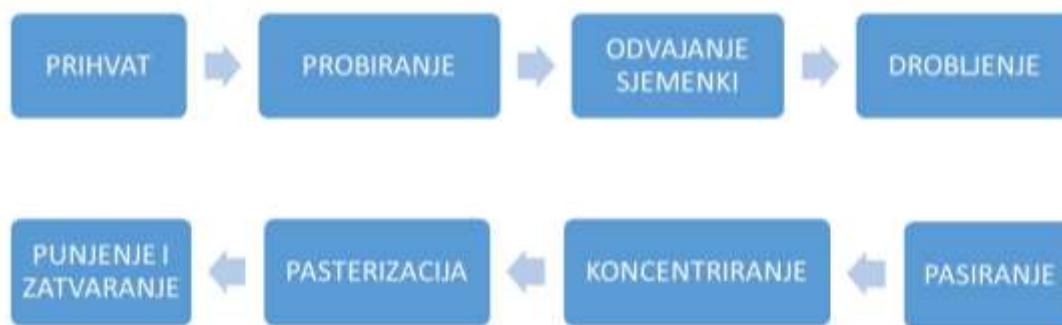 PRIHVAT
PROBIRANJE
ODVAJANJE
SJEMENKI
DROBLJENJE
PUNJENJE I
ZATVARANJE
PASTERIZACIJA
KONCENTRIRANJE
PASIRANJE